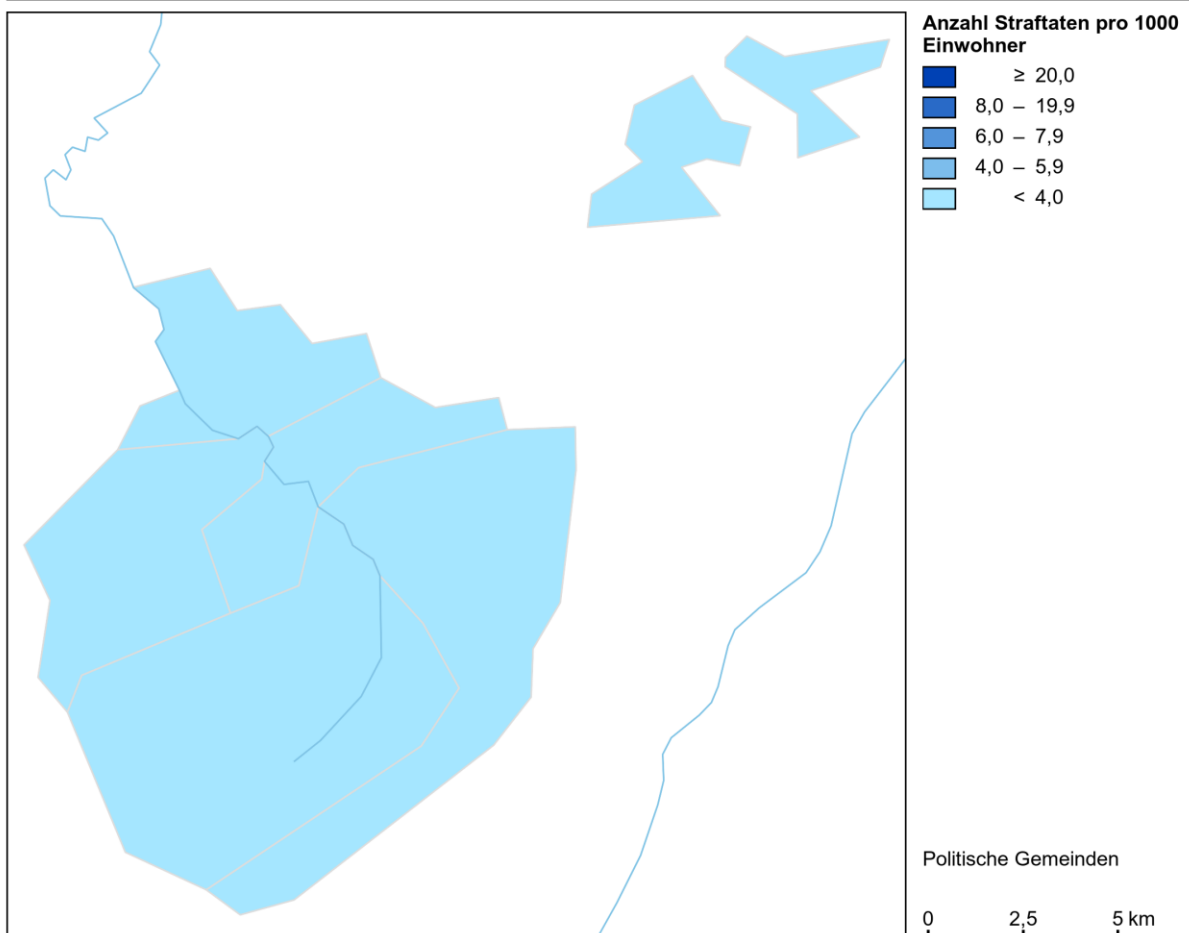 Anzahl Straftaten pro 1000
Einwohner
≥ 20,0
8,0 – 19,9
6,0 – 7,9
4,0 – 5,9
< 4,0
Politische Gemeinden
0 2,5 5 km